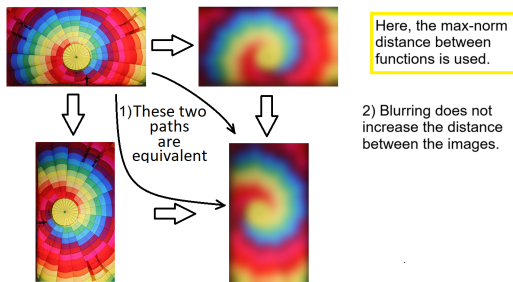 Here, the max-norm
distance between
functions is used.
1)These two
paths
are
equivalent
2) Blurring does not
increase the distance
between the images.